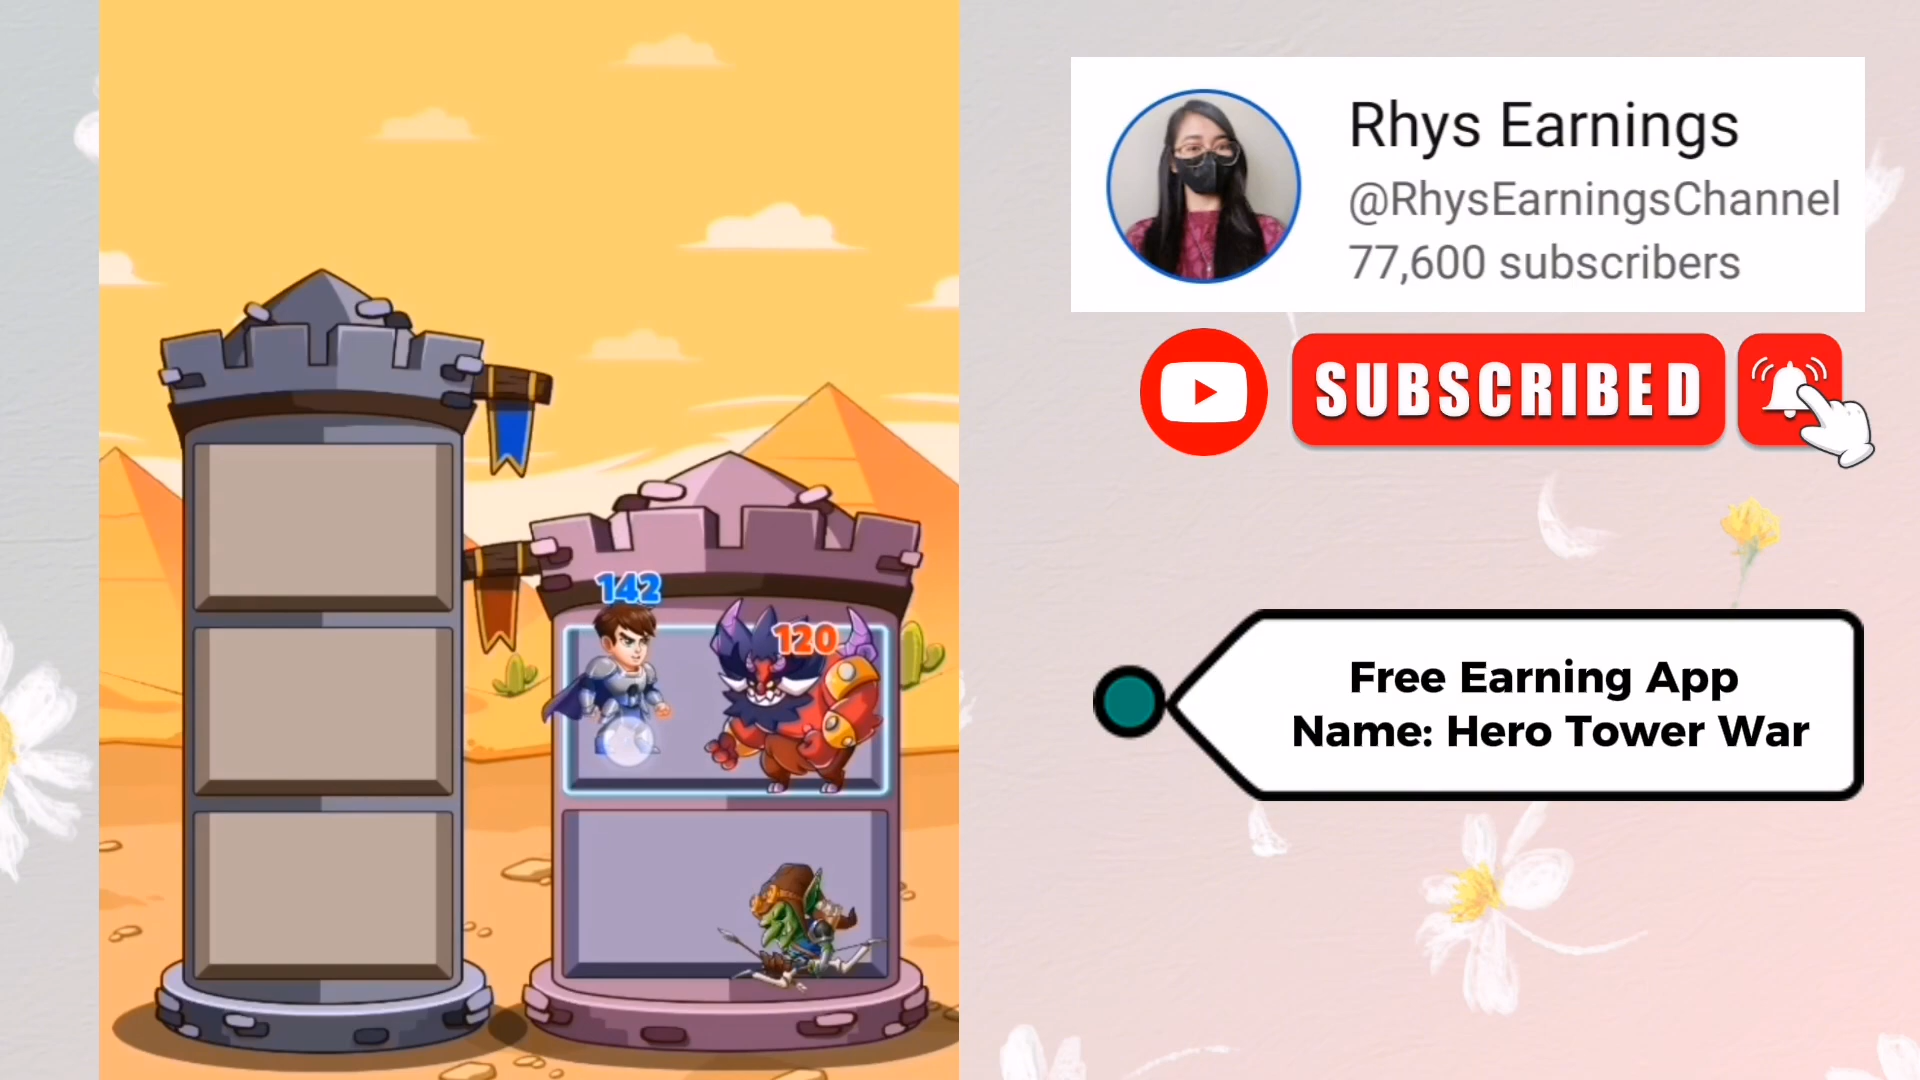 142
120
Rhys Earnings
@RhysEarningsChannel
77,600 subscribers
SUBSCRIBED
Free Earning App
Name: Hero Tower War